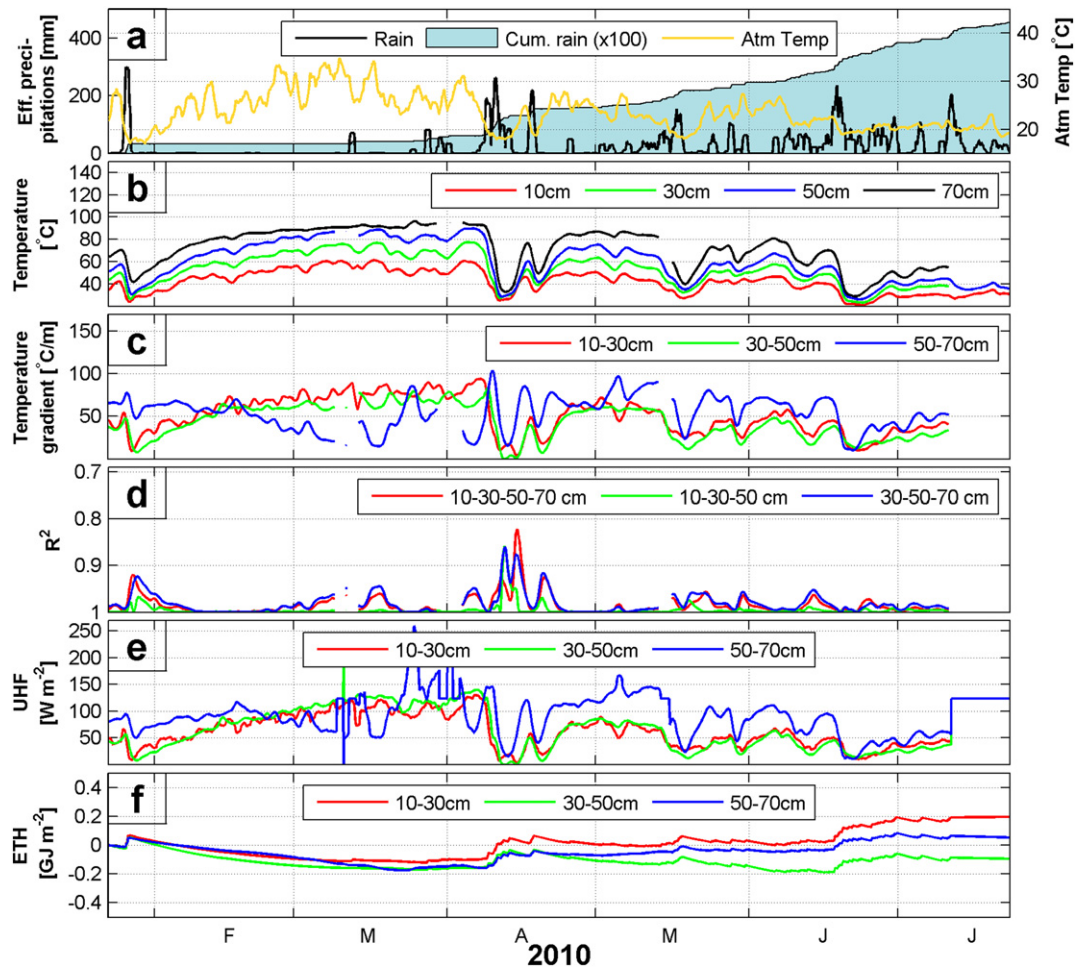 a
Eff. preci-
pitations [mm]
400
200
0
Rain
Cum. rain (x100)
Atm Temp
40
30
20
Atm Temp [°C]
b
Temperature
[°C]
140
120
100
80
60
40
10cm
30cm
50cm
70cm
c
Temperature
gradient [°C/m]
150
100
50
10-30cm
30-50cm
50-70cm
d
R²
0.7
0.8
0.9
1
10-30-50-70 cm
10-30-50 cm
30-50-70 cm
e
UHF
[W m⁻²]
250
200
150
100
50
10-30cm
30-50cm
50-70cm
f
ETH
[GJ m⁻²]
0.4
0.2
0
-0.2
-0.4
10-30cm
30-50cm
50-70cm
F
M
A
M
J
J
2010